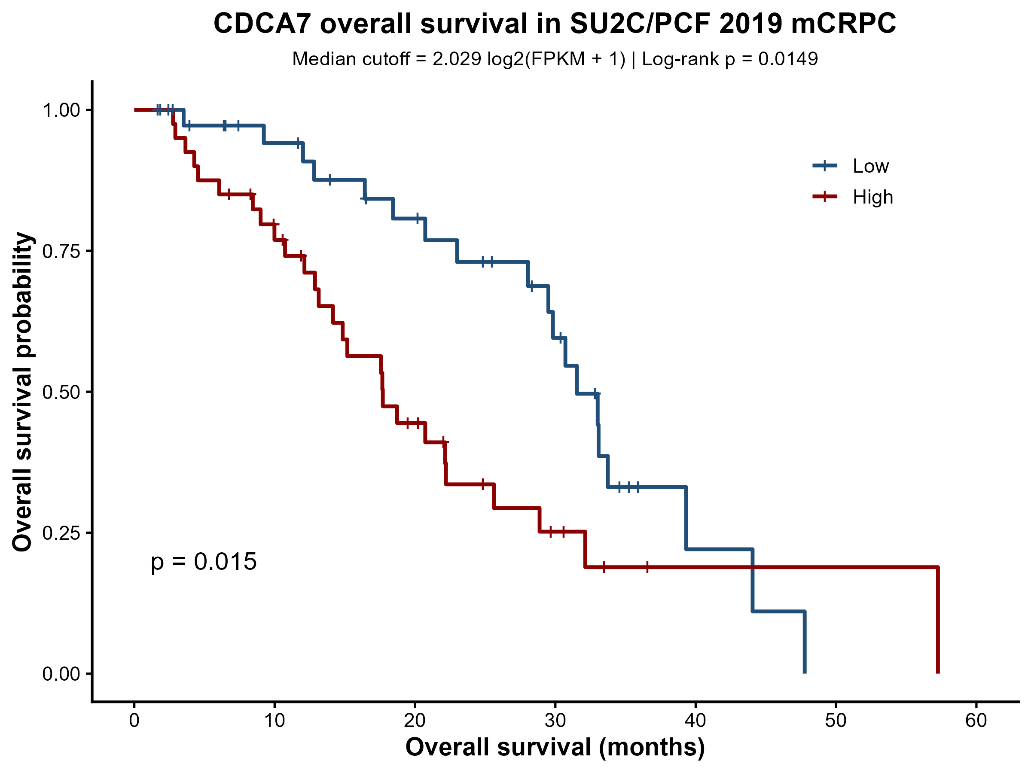 CDCA7 overall survival in SU2C/PCF 2019 mCRPC
Median cutoff = 2.029 log2(FPKM + 1) | Log-rank p = 0.0149
Overall survival probability
1.00
0.75
0.50
0.25
0.00
Low
High
p = 0.015
0 10 20 30 40 50 60
Overall survival (months)